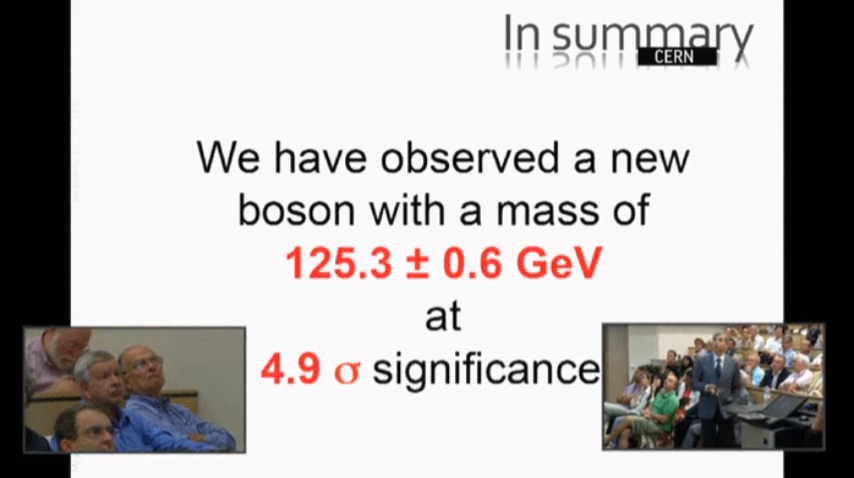 In summary
CERN
We have observed a new
boson with a mass of
125.3 ± 0.6 GeV
at
4.9 σ significance